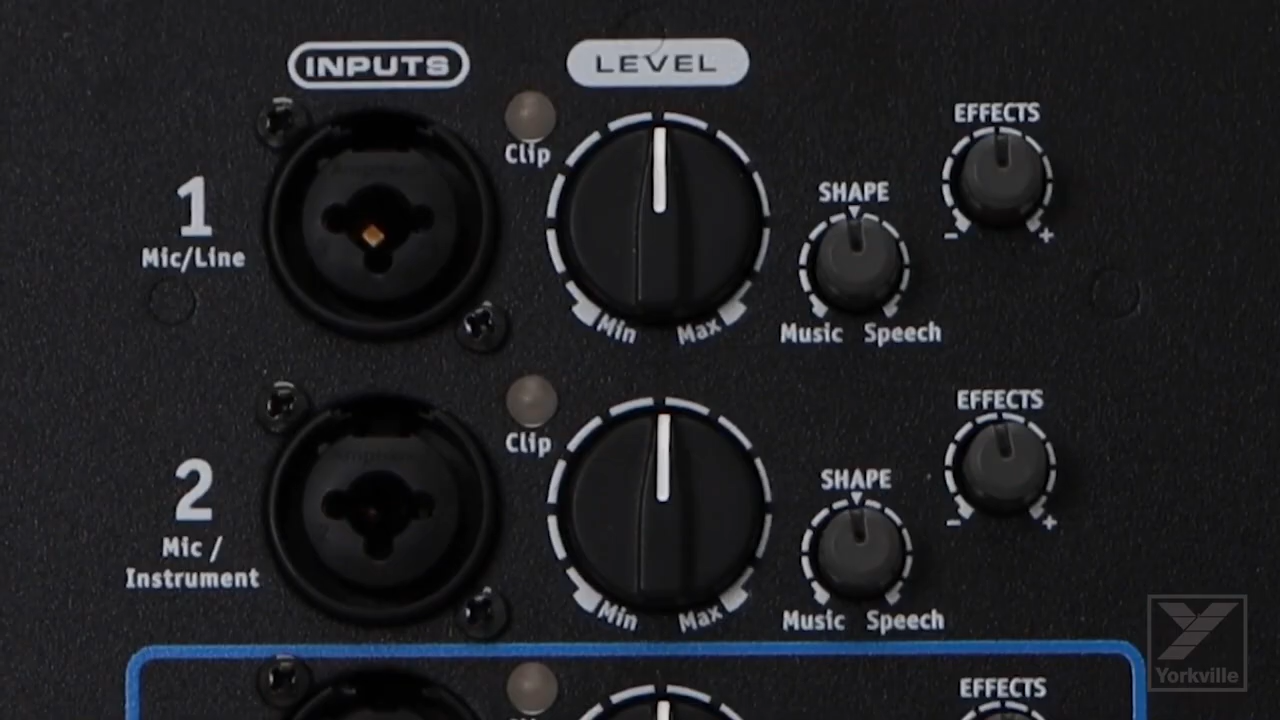 INPUTS
LEVEL
EFFECTS
Clip
1
Mic/Line
SHAPE
- +
Min Max
Music Speech
EFFECTS
Clip
2
Mic /
Instrument
SHAPE
- +
Min Max
Music Speech
Yorkville
EFFECTS